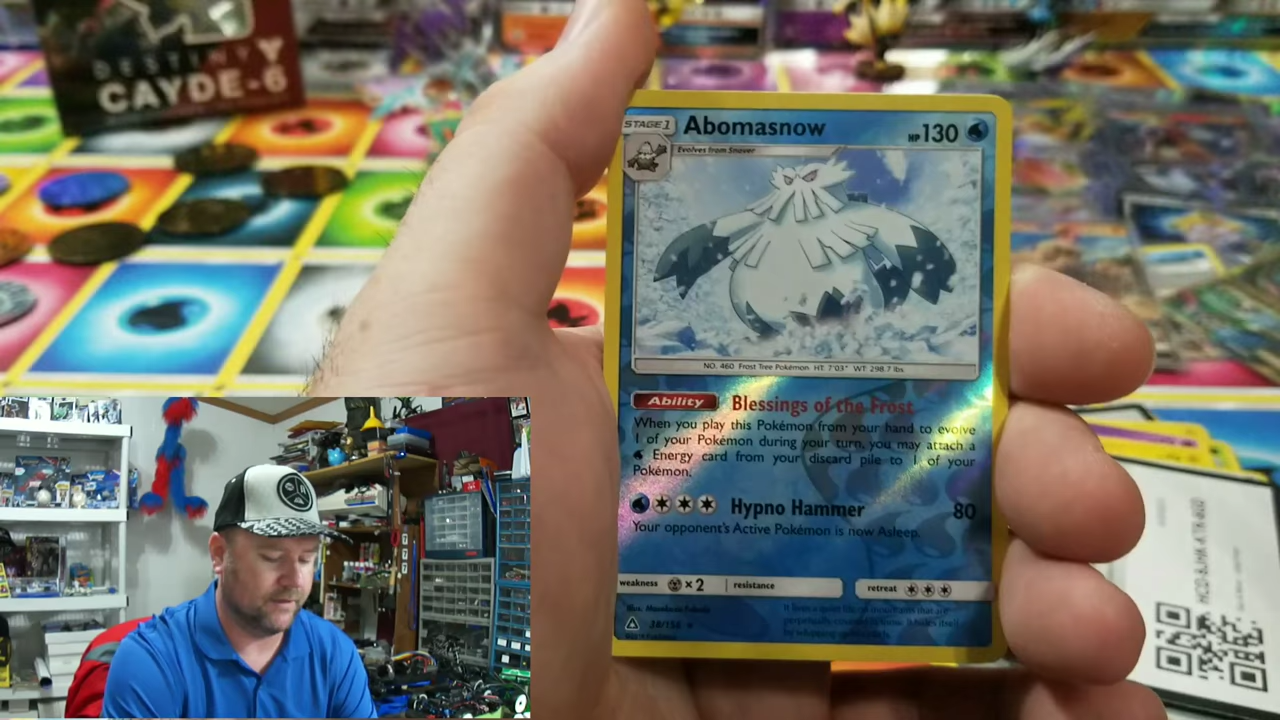 DESTINY
CAYDE-6
STAGE 1
Abomasnow
HP 130
Evolves from Snover
NO. 460 Frost Tree Pokémon HT: 7'03" WT: 298.7 lbs.
Ability Blessings of the Frost
When you play this Pokémon from your hand to evolve
1 of your Pokémon during your turn, you may attach a
Energy card from your discard pile to 1 of your
Pokémon.
Hypno Hammer 80
Your opponent's Active Pokémon is now Asleep.
weakness ×2 resistance retreat
38/156